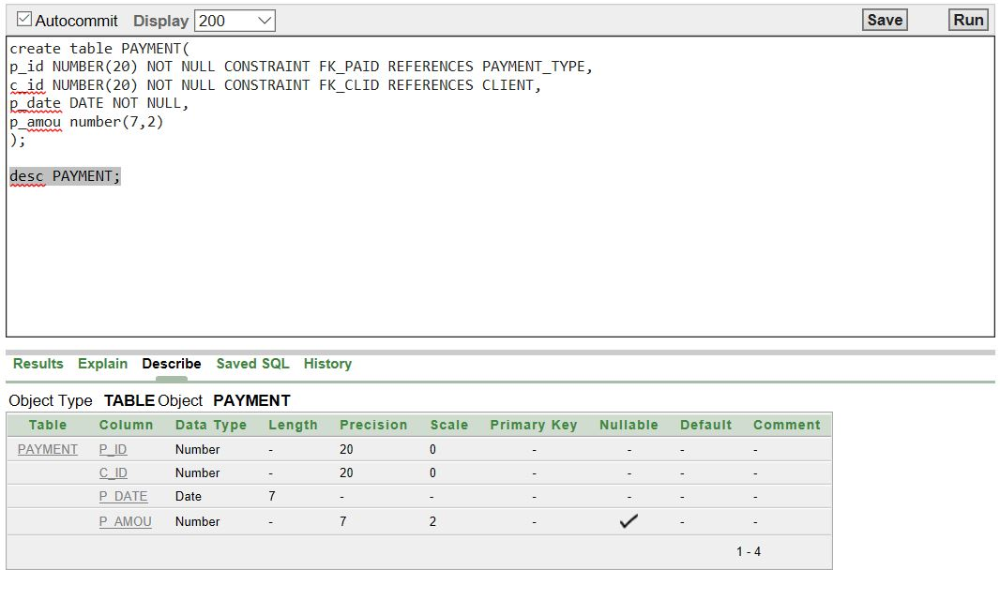 Autocommit Display 200 Save Run
create table PAYMENT(
p_id NUMBER(20) NOT NULL CONSTRAINT FK_PAID REFERENCES PAYMENT_TYPE,
c_id NUMBER(20) NOT NULL CONSTRAINT FK_CLID REFERENCES CLIENT,
p_date DATE NOT NULL,
p_amou number(7,2)
);
desc PAYMENT;
Results Explain Describe Saved SQL History
Object Type TABLE Object PAYMENT
Table Column Data Type Length Precision Scale Primary Key Nullable Default Comment
PAYMENT P_ID Number - 20 0 - - - -
C_ID Number - 20 0 - - - -
P_DATE Date 7 - - - - - -
P_AMOU Number - 7 2 - - -
1 - 4